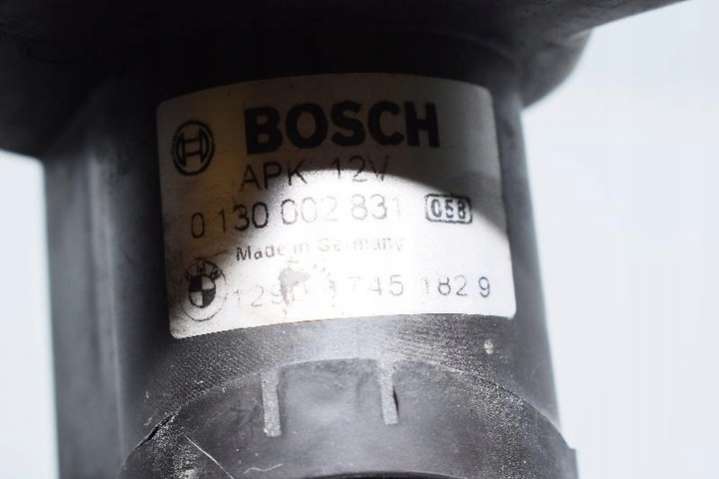 BOSCH
APK 12V
0 130 002 831 058
Made in Germany
745 182 9